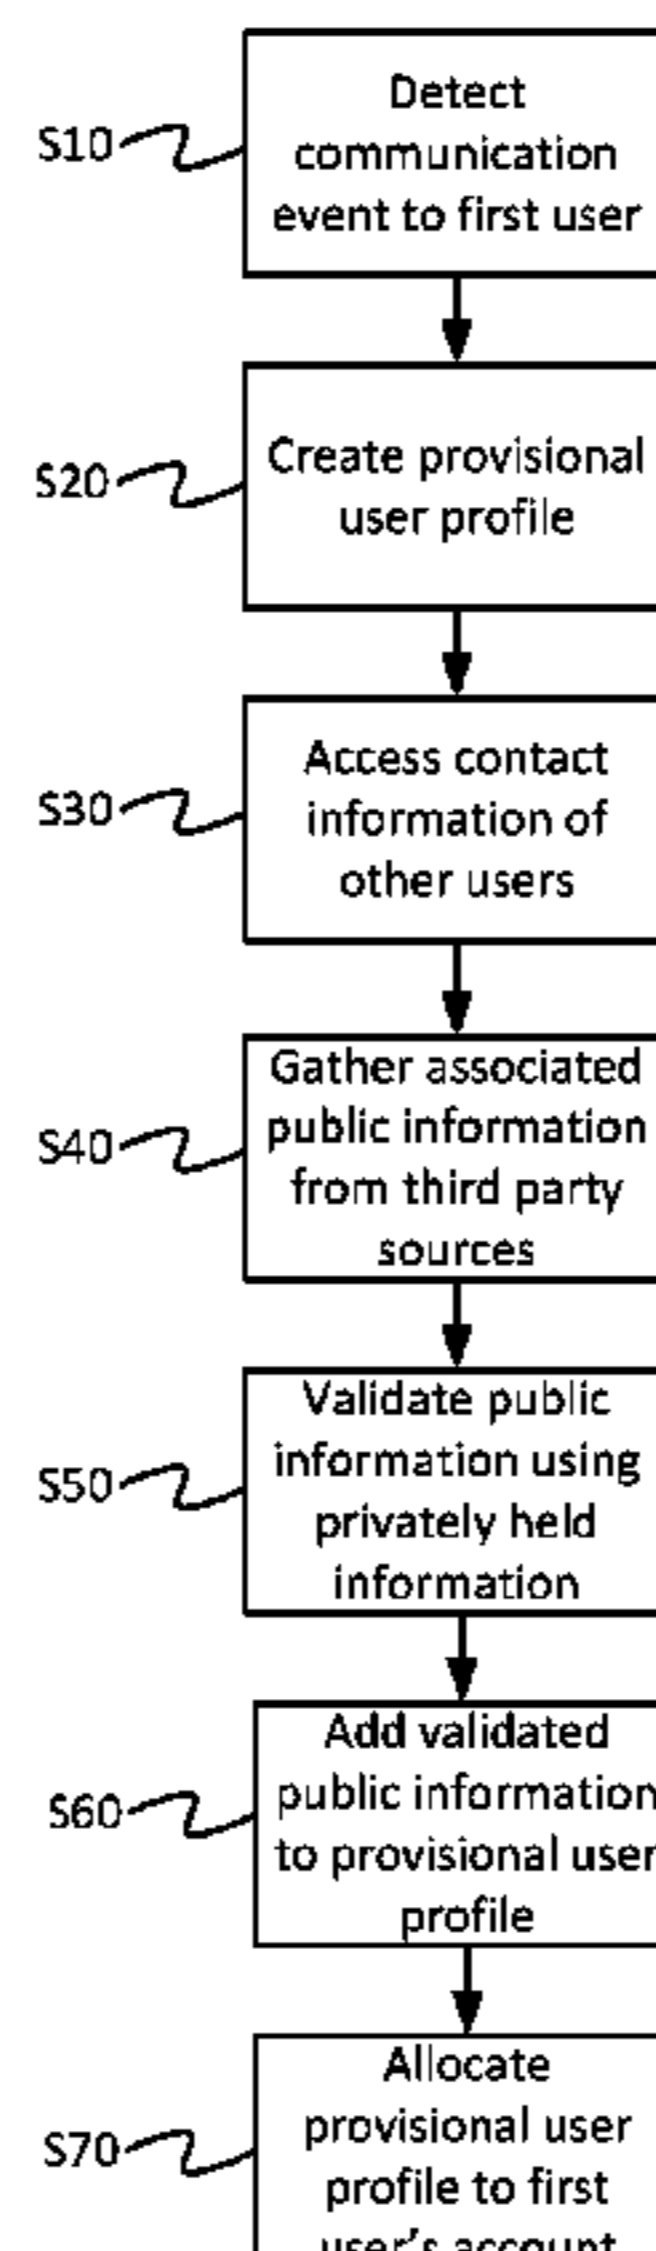 S10
Detect
communication
event to first user
S20
Create provisional
user profile
S30
Access contact
information of
other users
S40
Gather associated
public information
from third party
sources
S50
Validate public
information using
privately held
information
S60
Add validated
public information
to provisional user
profile
S70
Allocate
provisional user
profile to first
user's account